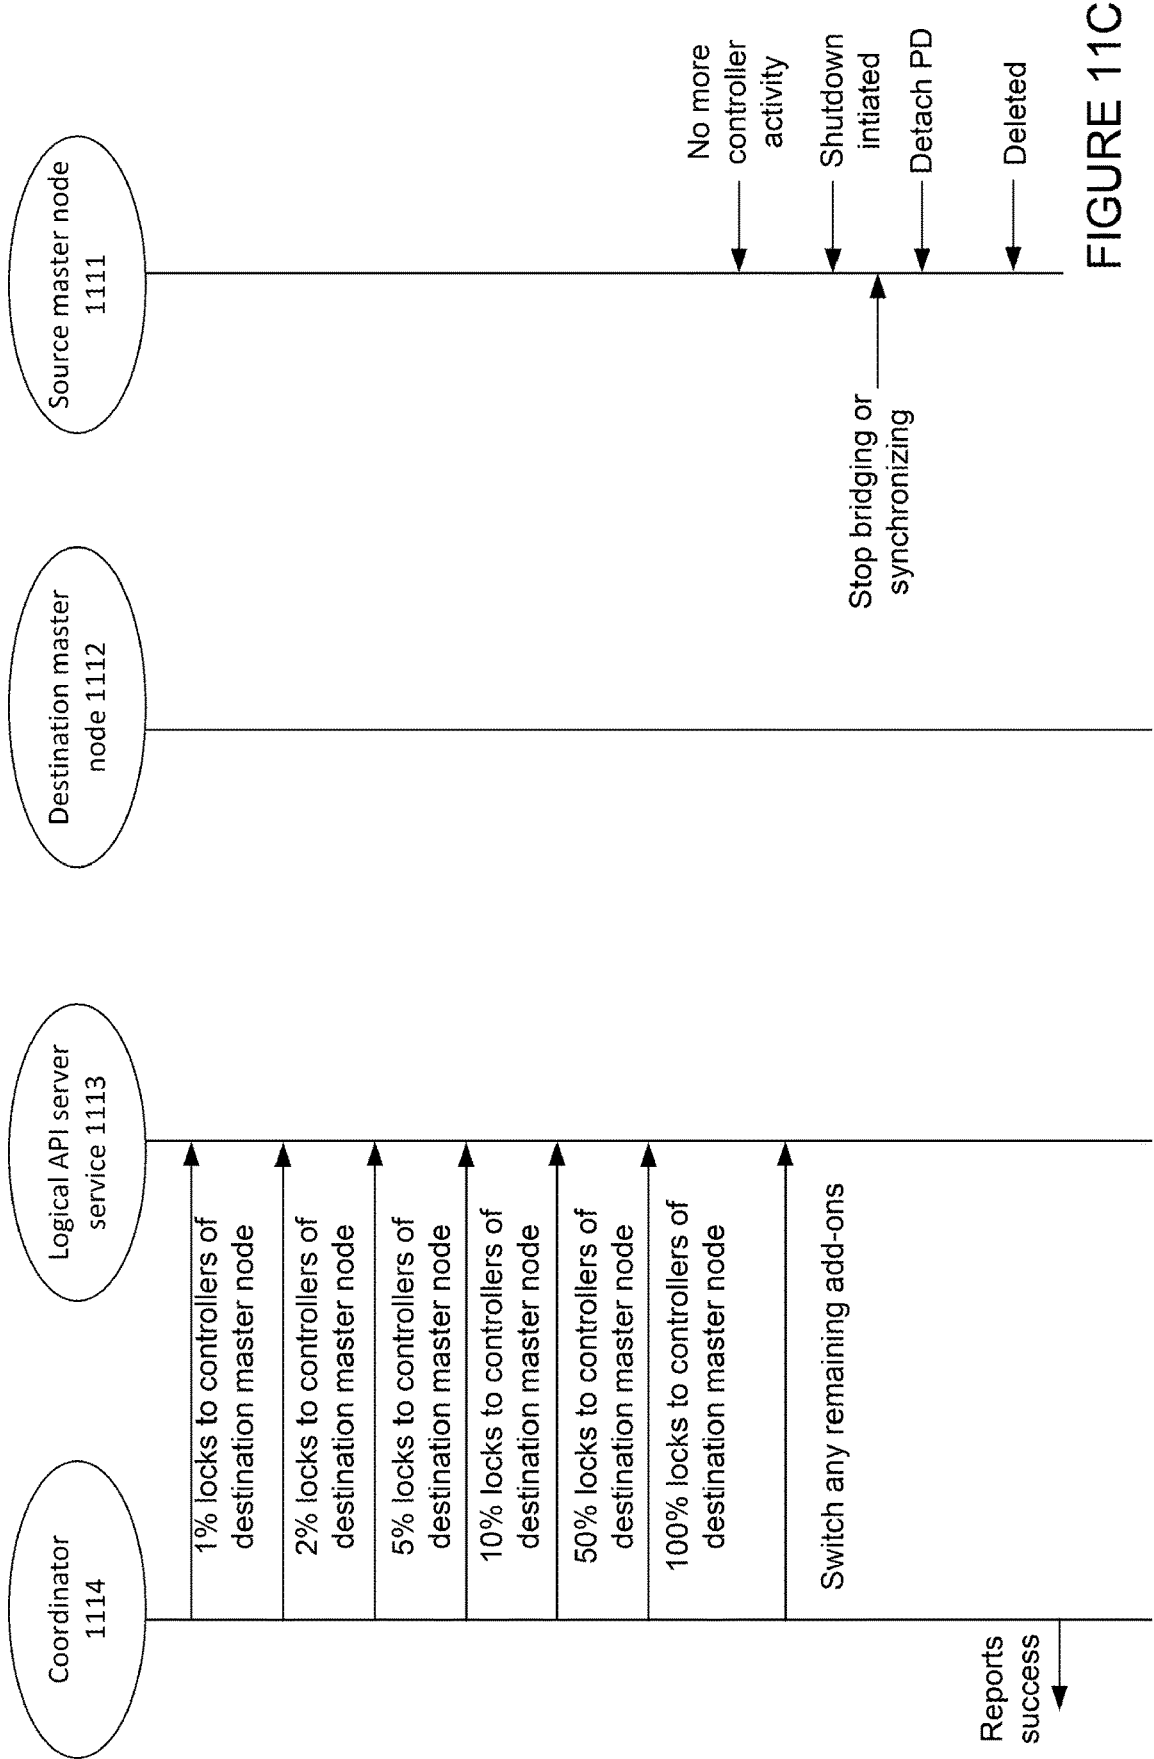 Coordinator
1114
Logical API server
service 1113
Destination master
node 1112
Source master node
1111
1% locks to controllers of
destination master node
2% locks to controllers of
destination master node
5% locks to controllers of
destination master node
10% locks to controllers of
destination master node
50% locks to controllers of
destination master node
100% locks to controllers of
destination master node
Switch any remaining add-ons
No more
controller
activity
Shutdown
intiated
Stop bridging or
synchronizing
Detach PD
Deleted
Reports
success
FIGURE 11C